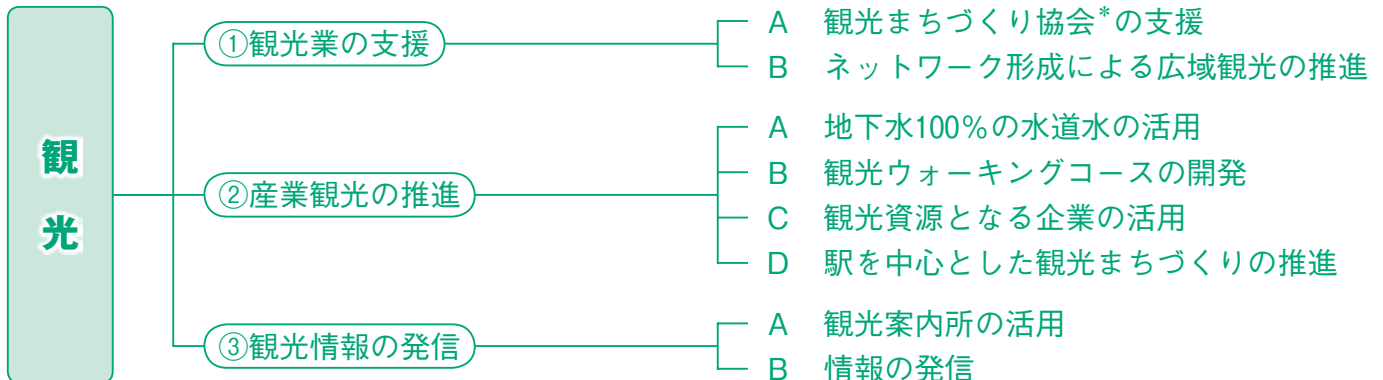 観光
①観光業の支援
A 観光まちづくり協会*の支援
B ネットワーク形成による広域観光の推進
②産業観光の推進
A 地下水100%の水道水の活用
B 観光ウォーキングコースの開発
C 観光資源となる企業の活用
D 駅を中心とした観光まちづくりの推進
③観光情報の発信
A 観光案内所の活用
B 情報の発信